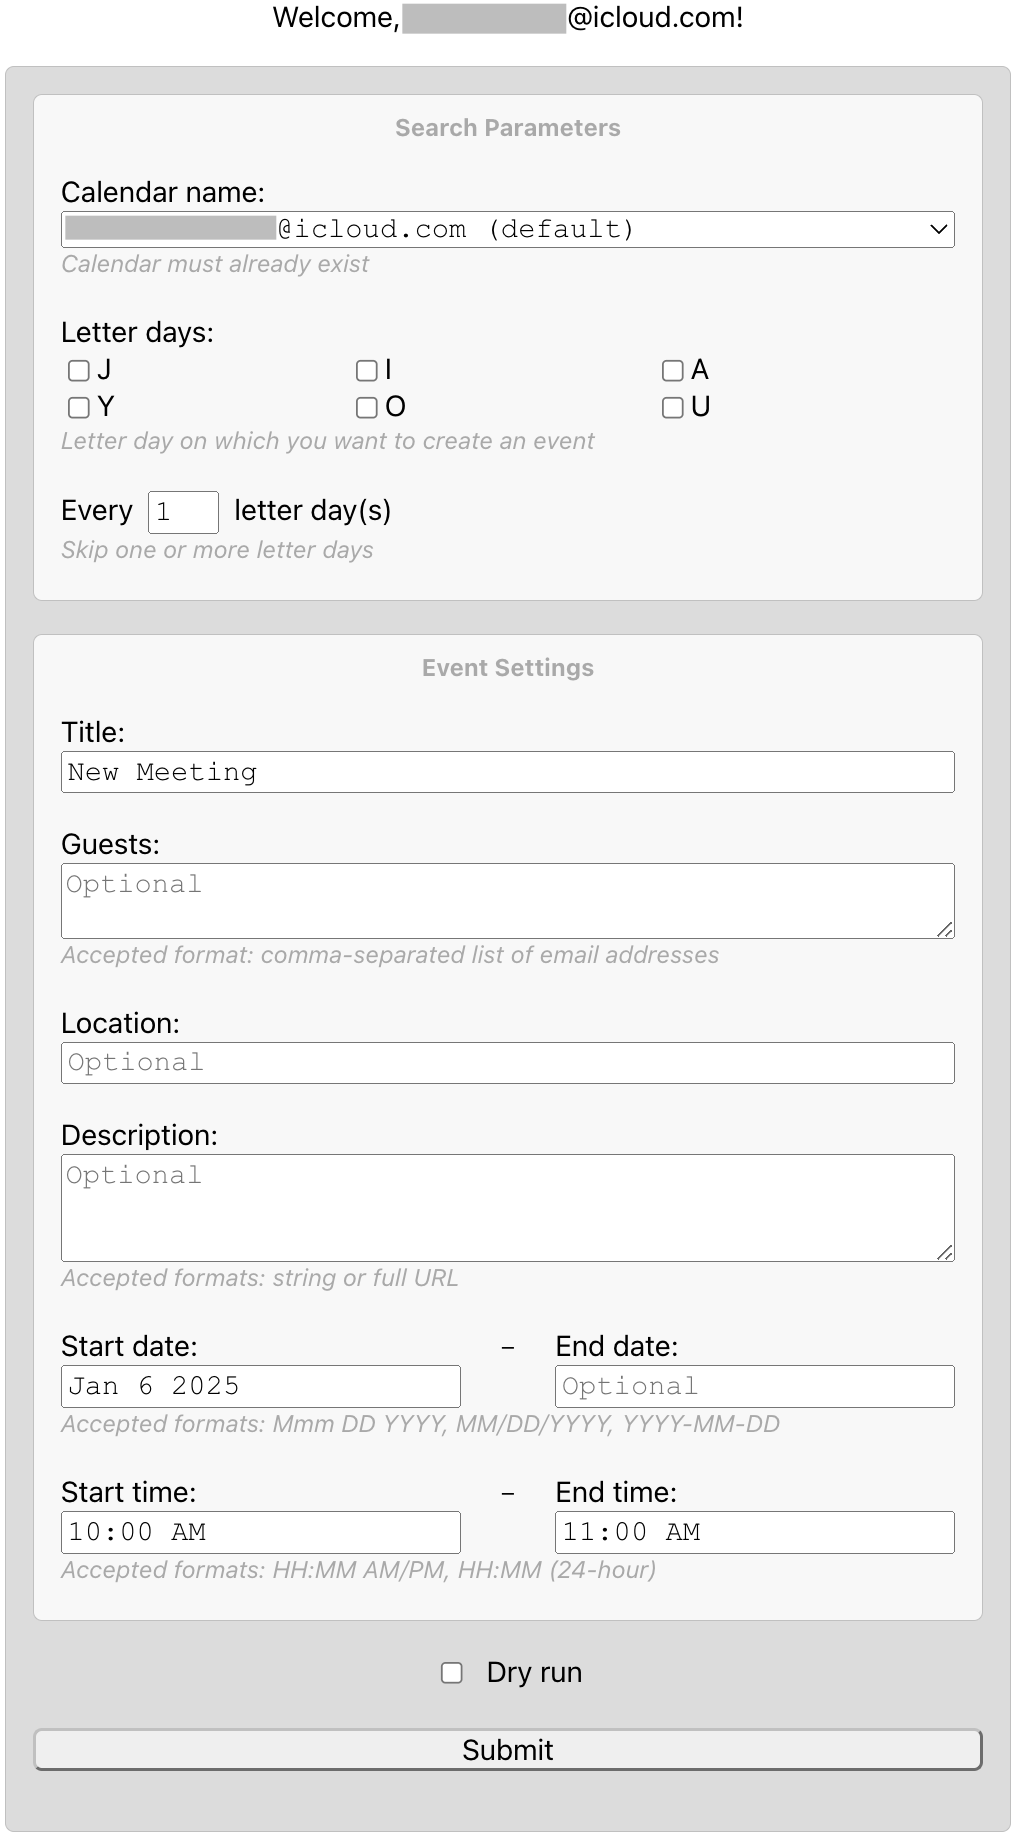 Welcome, @icloud.com!
Search Parameters
Calendar name:
@icloud.com (default)
Calendar must already exist
Letter days:
J I A
Y O U
Letter day on which you want to create an event
Every 1 letter day(s)
Skip one or more letter days
Event Settings
Title:
New Meeting
Guests:
Optional
Accepted format: comma-separated list of email addresses
Location:
Optional
Description:
Optional
Accepted formats: string or full URL
Start date: – End date:
Jan 6 2025 Optional
Accepted formats: Mmm DD YYYY, MM/DD/YYYY, YYYY-MM-DD
Start time: – End time:
10:00 AM 11:00 AM
Accepted formats: HH:MM AM/PM, HH:MM (24-hour)
Dry run
Submit